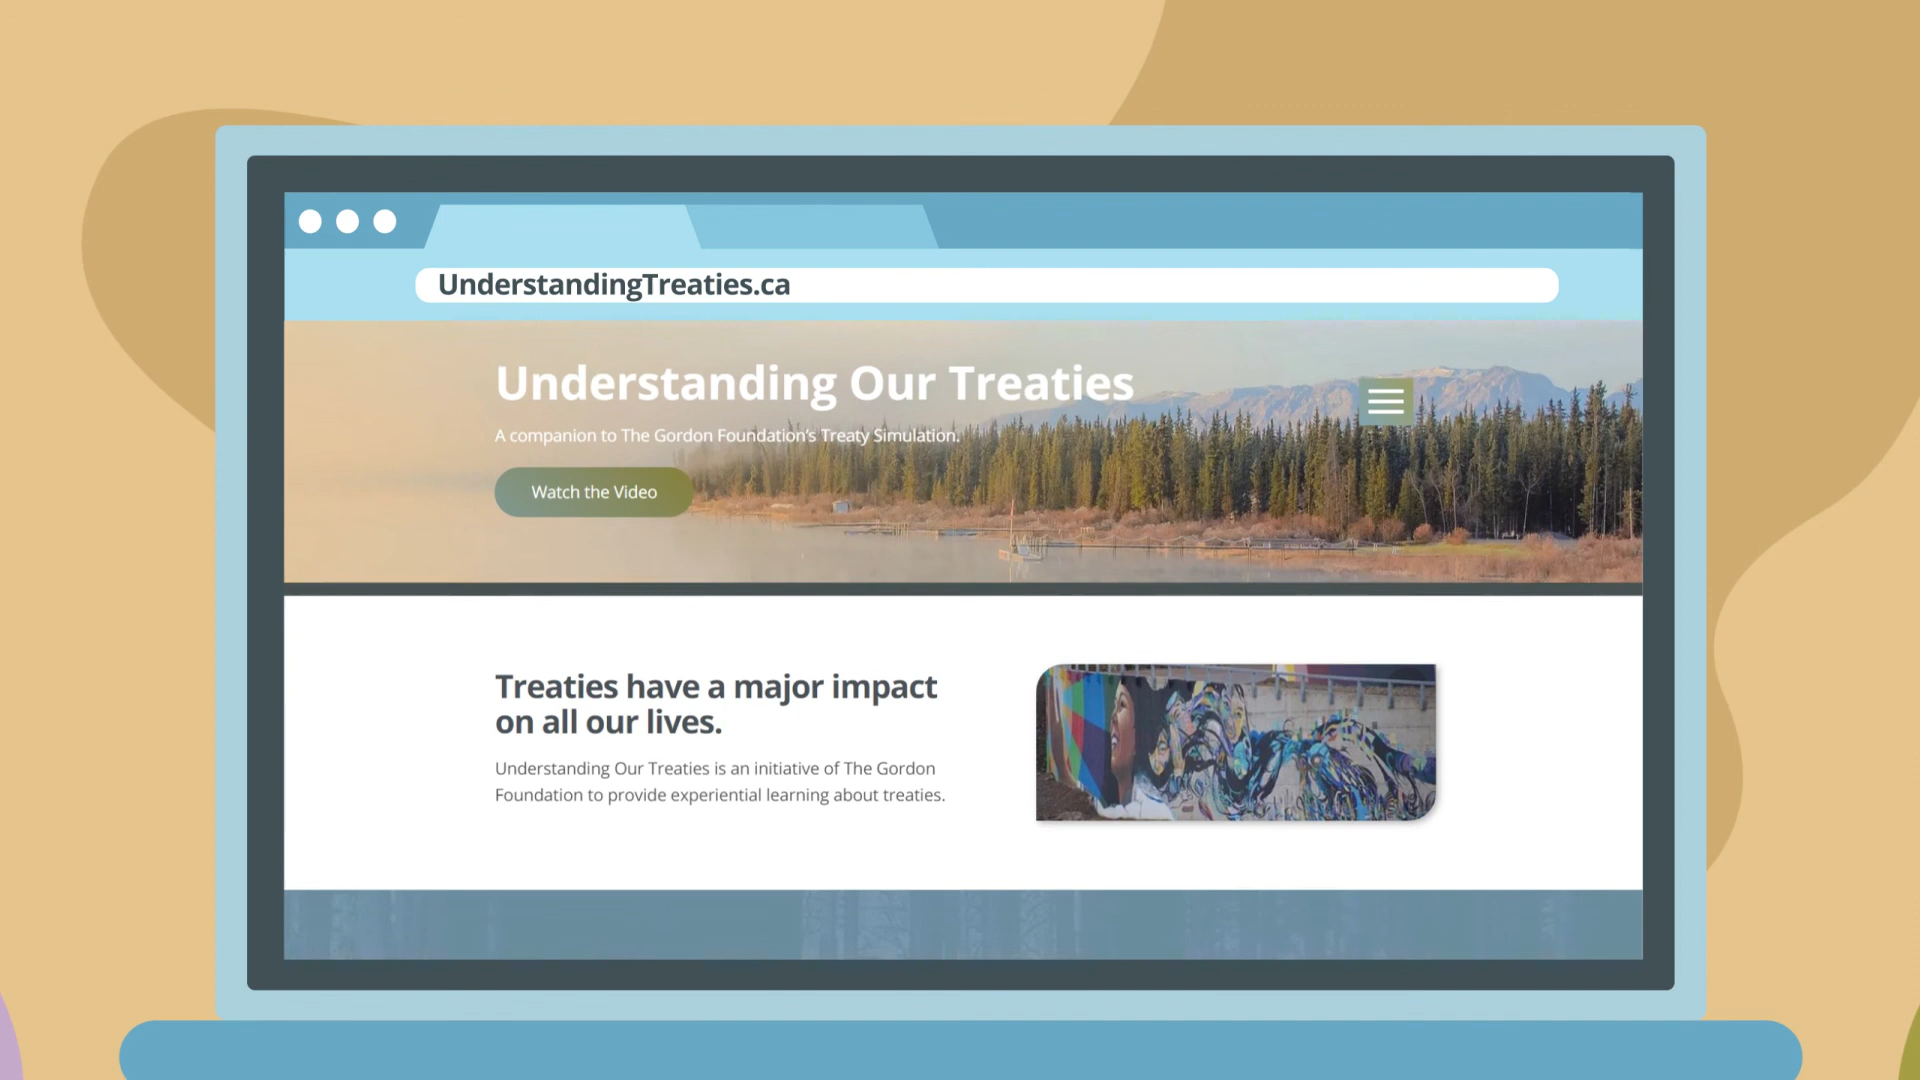 UnderstandingTreaties.ca
Understanding Our Treaties
A companion to The Gordon Foundation's Treaty Simulation.
Watch the Video
Treaties have a major impact
on all our lives.
Understanding Our Treaties is an initiative of The Gordon
Foundation to provide experiential learning about treaties.